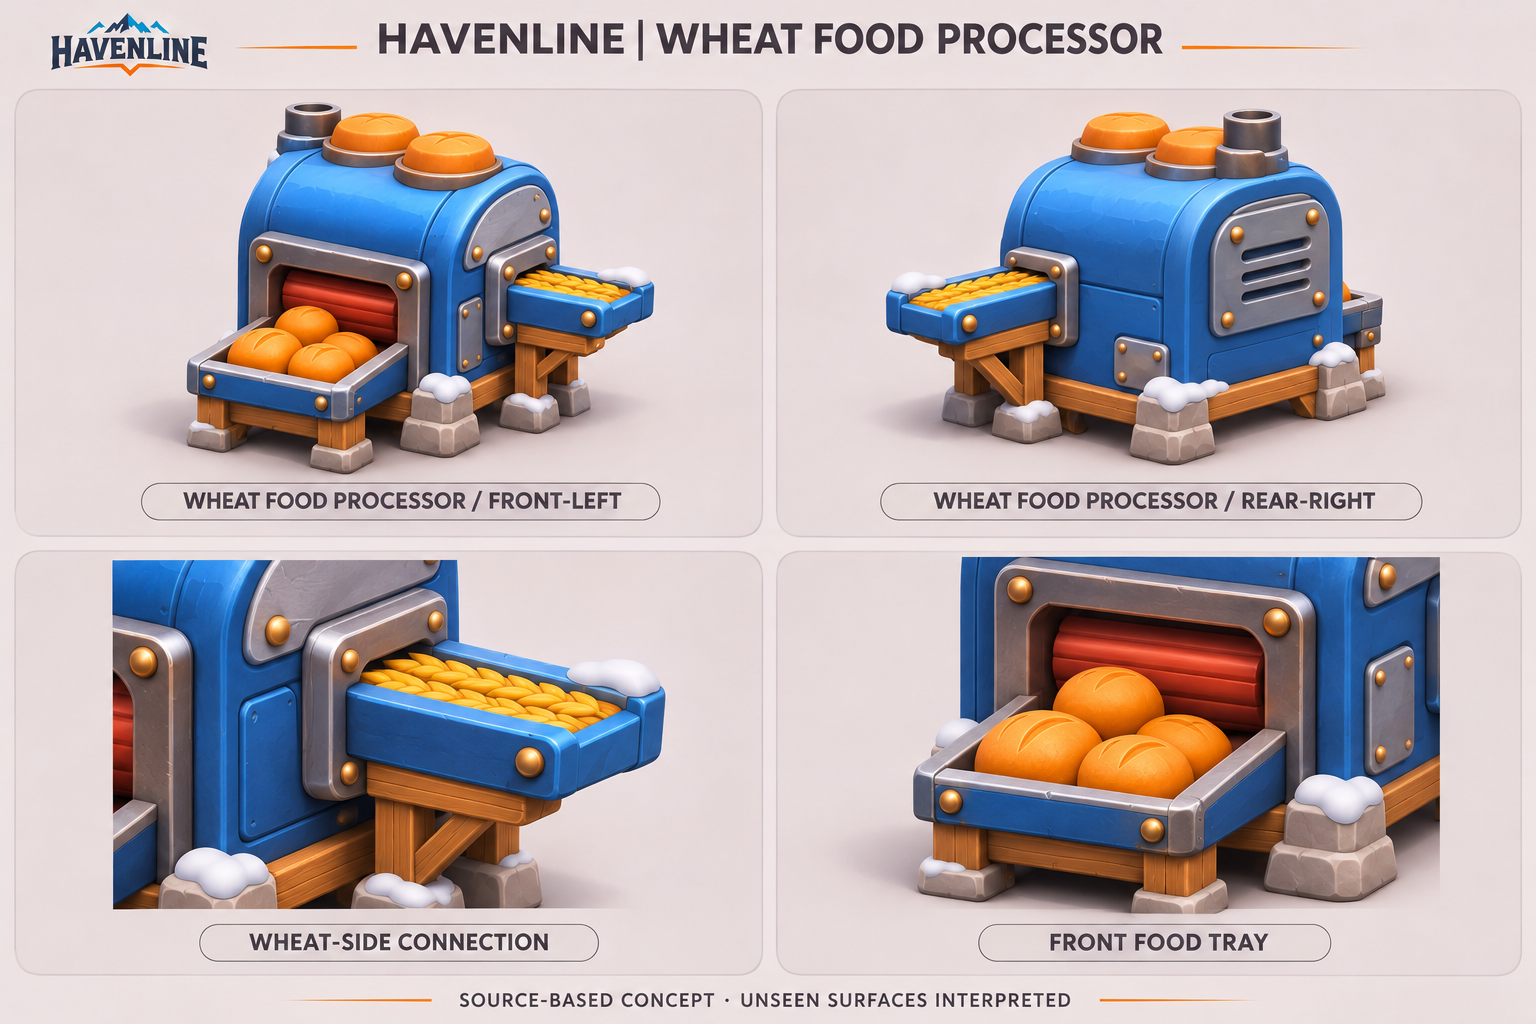 HAVENLINE
HAVENLINE | WHEAT FOOD PROCESSOR
WHEAT FOOD PROCESSOR / FRONT-LEFT
WHEAT FOOD PROCESSOR / REAR-RIGHT
WHEAT-SIDE CONNECTION
FRONT FOOD TRAY
SOURCE-BASED CONCEPT · UNSEEN SURFACES INTERPRETED